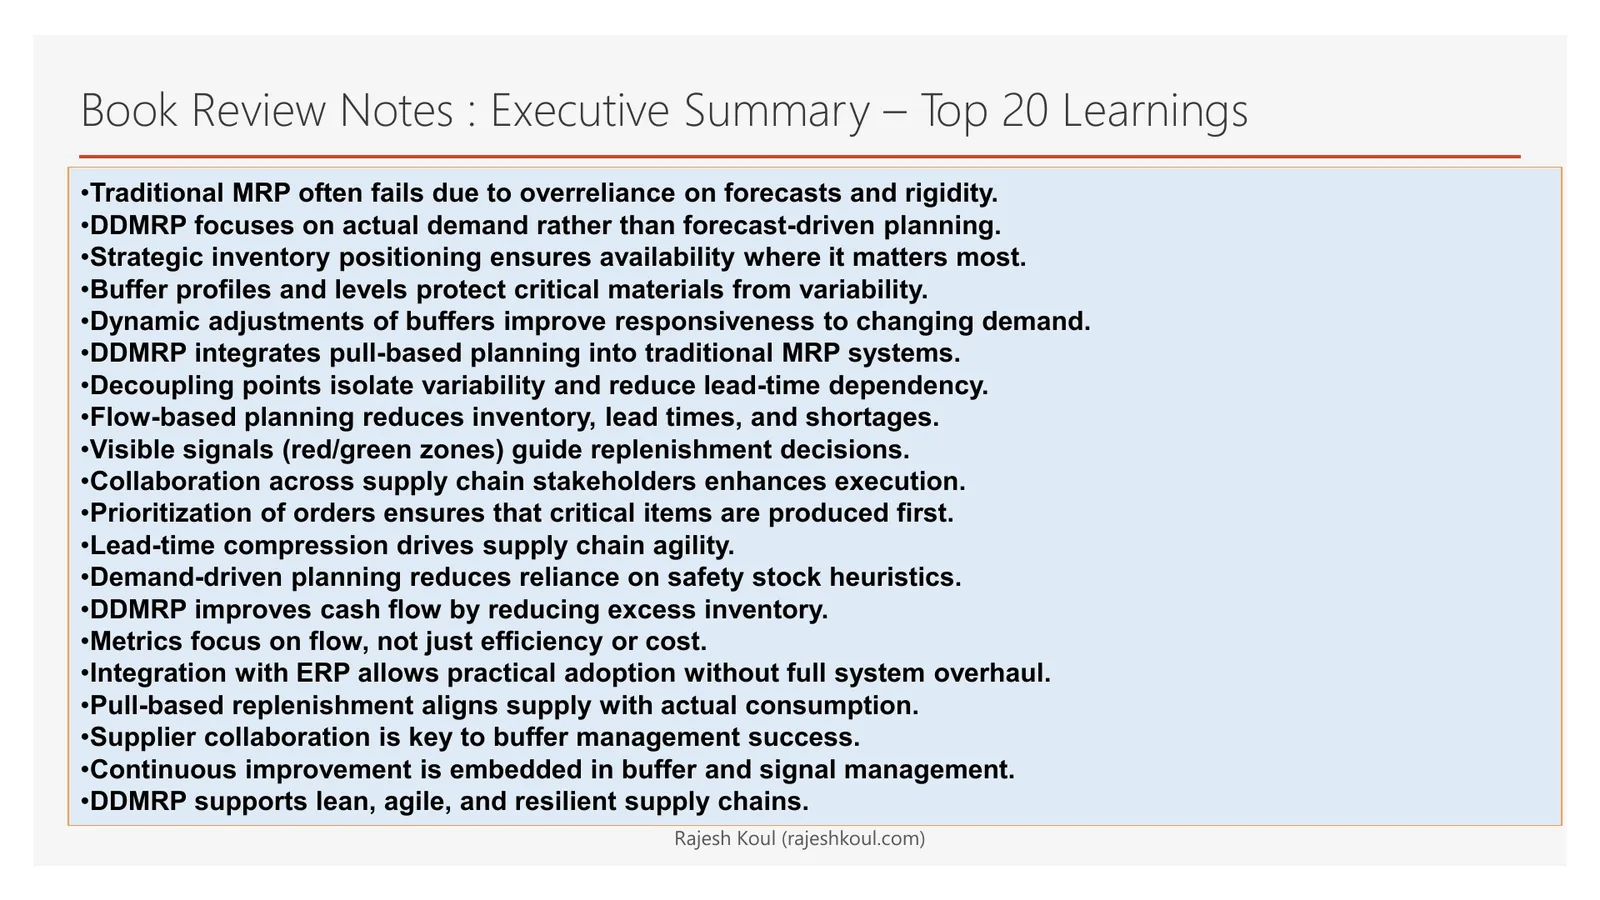 Book Review Notes : Executive Summary – Top 20 Learnings
•Traditional MRP often fails due to overreliance on forecasts and rigidity.
•DDMRP focuses on actual demand rather than forecast-driven planning.
•Strategic inventory positioning ensures availability where it matters most.
•Buffer profiles and levels protect critical materials from variability.
•Dynamic adjustments of buffers improve responsiveness to changing demand.
•DDMRP integrates pull-based planning into traditional MRP systems.
•Decoupling points isolate variability and reduce lead-time dependency.
•Flow-based planning reduces inventory, lead times, and shortages.
•Visible signals (red/green zones) guide replenishment decisions.
•Collaboration across supply chain stakeholders enhances execution.
•Prioritization of orders ensures that critical items are produced first.
•Lead-time compression drives supply chain agility.
•Demand-driven planning reduces reliance on safety stock heuristics.
•DDMRP improves cash flow by reducing excess inventory.
•Metrics focus on flow, not just efficiency or cost.
•Integration with ERP allows practical adoption without full system overhaul.
•Pull-based replenishment aligns supply with actual consumption.
•Supplier collaboration is key to buffer management success.
•Continuous improvement is embedded in buffer and signal management.
•DDMRP supports lean, agile, and resilient supply chains.
Rajesh Koul (rajeshkoul.com)